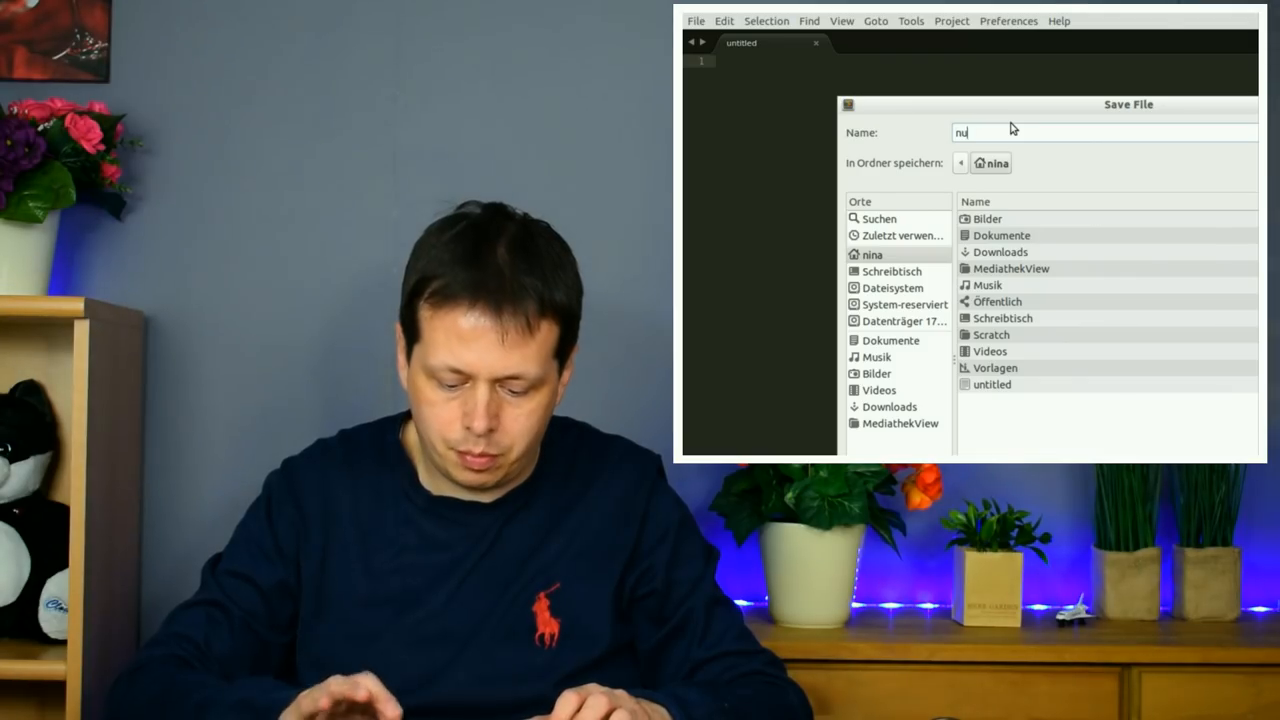 File Edit Selection Find View Goto Tools Project Preferences Help
untitled
1
Save File
Name: nu
In Ordner speichern: nina
Orte
Suchen
Zuletzt verwen...
nina
Schreibtisch
Dateisystem
System-reserviert
Datenträger 17...
Dokumente
Musik
Bilder
Videos
Downloads
MediathekView
Name
Bilder
Dokumente
Downloads
MediathekView
Musik
Öffentlich
Schreibtisch
Scratch
Videos
Vorlagen
untitled
HERB GARDEN